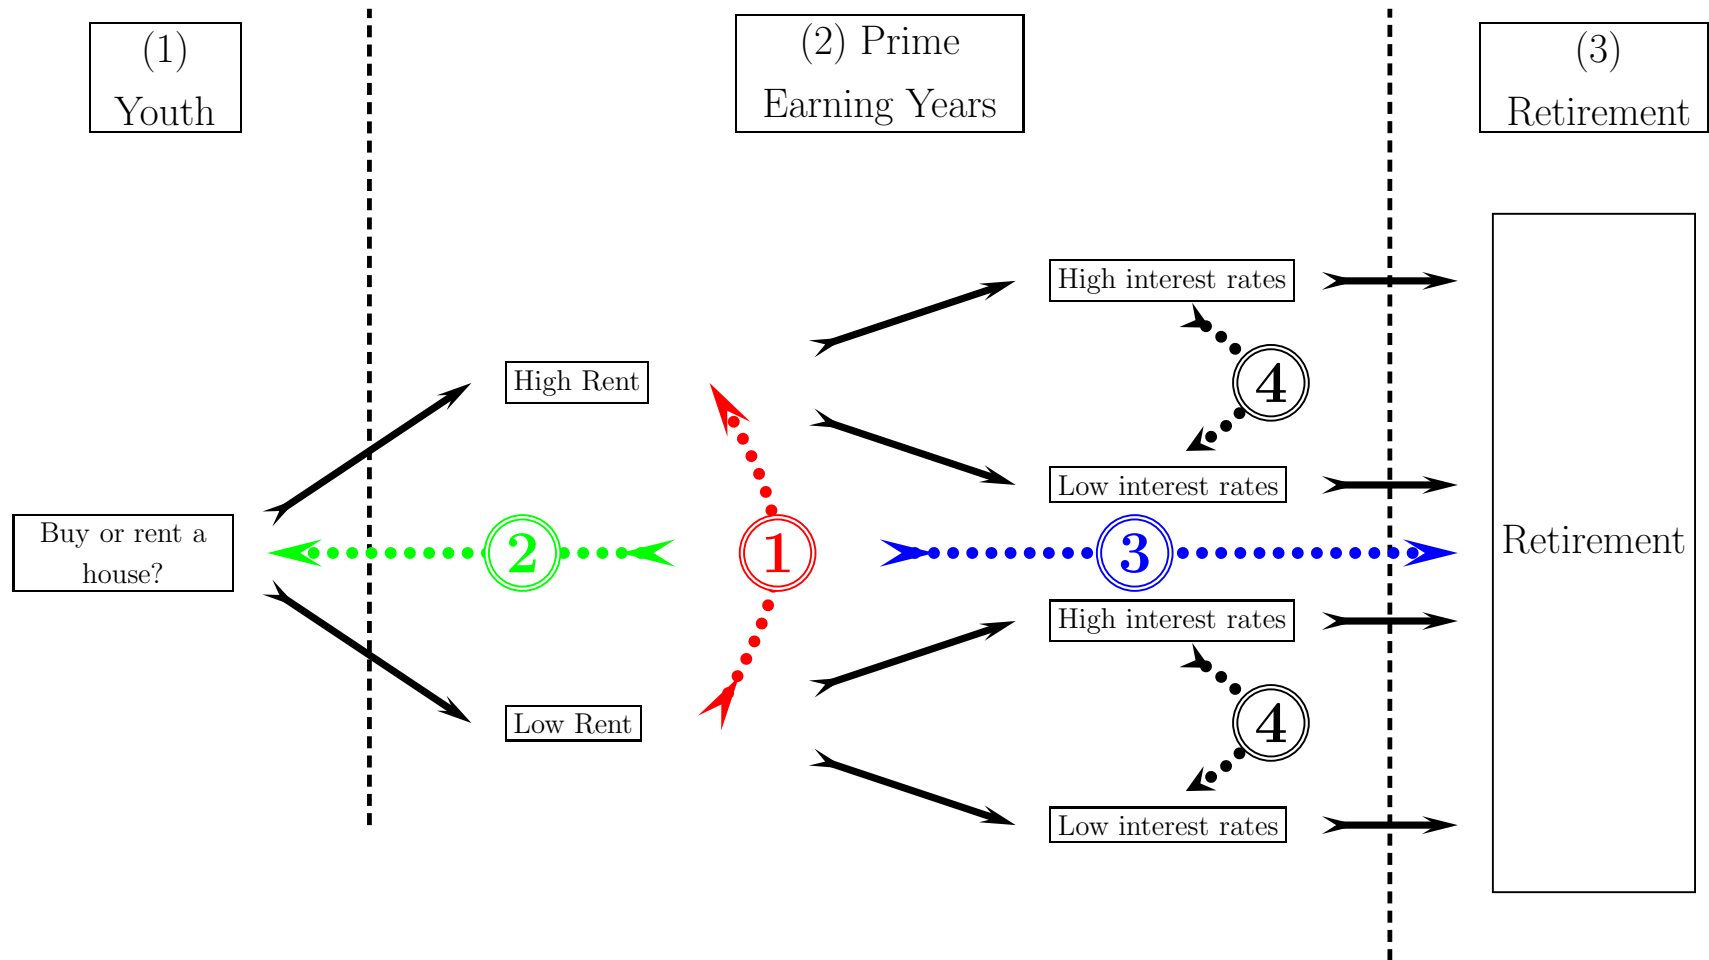 (1)
Youth
(2) Prime
Earning Years
(3)
Retirement
High interest rates
4
High Rent
Low interest rates
Buy or rent a
house?
2
1
3
Retirement
High interest rates
4
Low Rent
Low interest rates